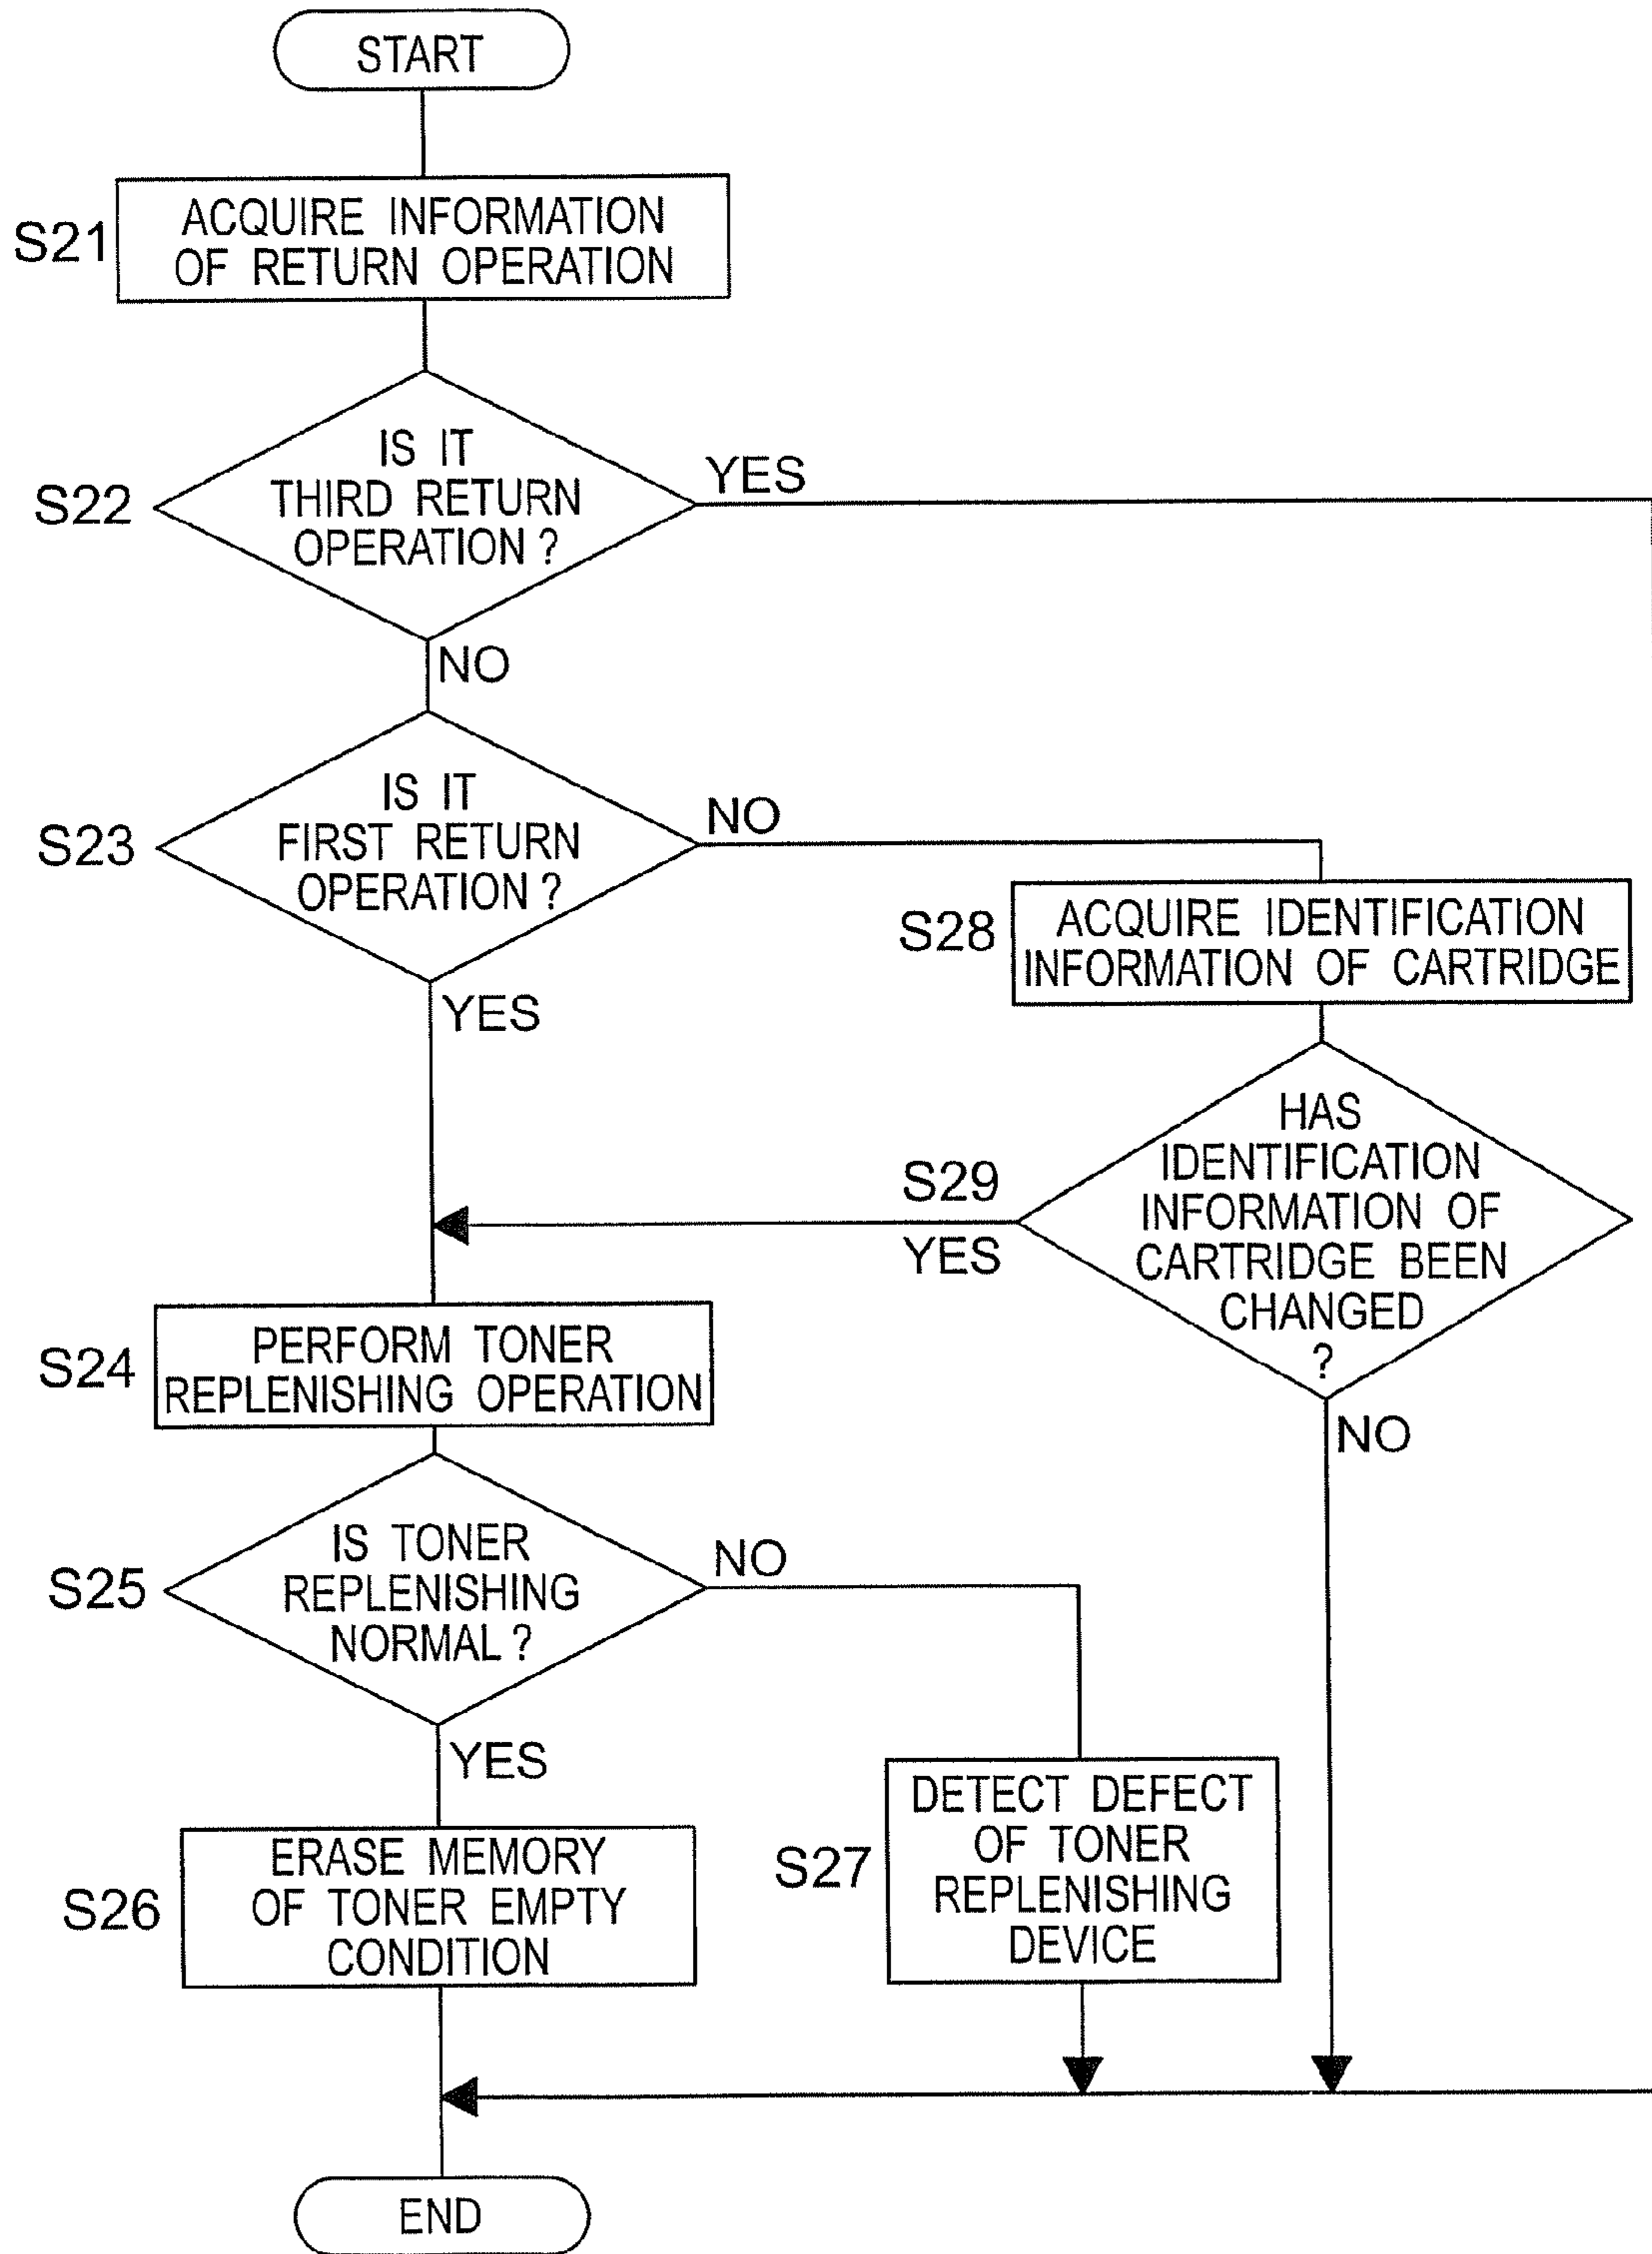 START
S21
ACQUIRE INFORMATION
OF RETURN OPERATION
S22
IS IT
THIRD RETURN
OPERATION ?
YES
NO
S23
IS IT
FIRST RETURN
OPERATION ?
NO
YES
S28
ACQUIRE IDENTIFICATION
INFORMATION OF CARTRIDGE
S29
HAS
IDENTIFICATION
INFORMATION OF
CARTRIDGE BEEN
CHANGED
?
YES
NO
S24
PERFORM TONER
REPLENISHING OPERATION
S25
IS TONER
REPLENISHING
NORMAL ?
NO
YES
S26
ERASE MEMORY
OF TONER EMPTY
CONDITION
S27
DETECT DEFECT
OF TONER
REPLENISHING
DEVICE
END